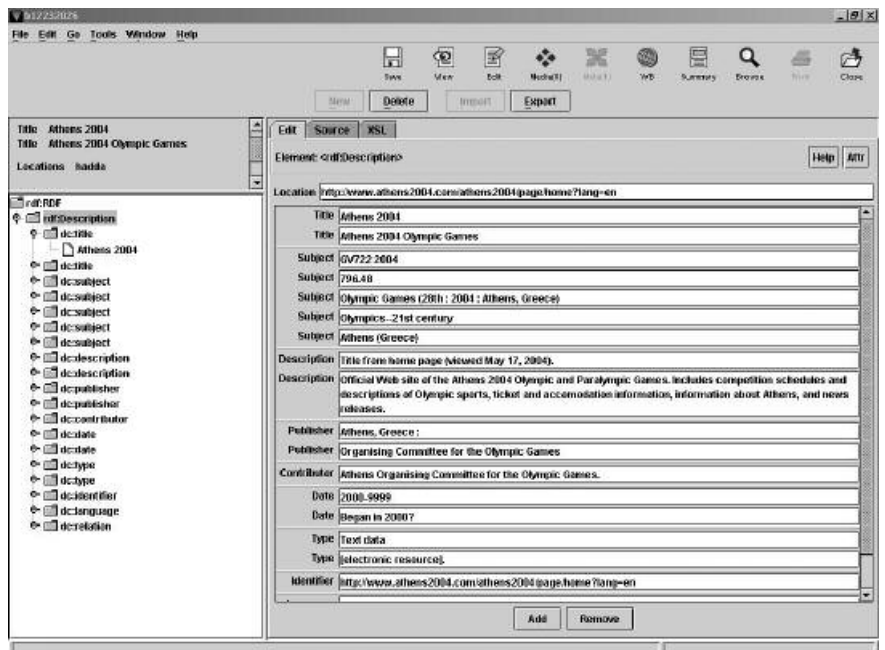 b12232026
File Edit Go Tools Window Help
Save View Edit Media(0) WB Summary Browse Print Close
New Delete Import Export
Title Athens 2004
Title Athens 2004 Olympic Games
Locations hadda
Edit Source XSL
Element: <rdf:Description>
Help Attr
Location http://www.athens2004.com/athens2004/page/home?lang=en
rdf:RDF
rdf:Description
dc:title
Athens 2004
dc:title
dc:subject
dc:subject
dc:subject
dc:subject
dc:subject
dc:description
dc:description
dc:publisher
dc:publisher
dc:contributor
dc:date
dc:date
dc:type
dc:type
dc:identifier
dc:language
dc:relation
Title Athens 2004
Title Athens 2004 Olympic Games
Subject GV722 2004
Subject 796.48
Subject Olympic Games (28th : 2004 : Athens, Greece)
Subject Olympics--21st century
Subject Athens (Greece)
Description Title from home page (viewed May 17, 2004).
Description Official Web site of the Athens 2004 Olympic and Paralympic Games. Includes competition schedules and
descriptions of Olympic sports, ticket and accomodation information, information about Athens, and news
releases.
Publisher Athens, Greece :
Publisher Organising Committee for the Olympic Games
Contributor Athens Organising Committee for the Olympic Games.
Date 2000-9999
Date Began in 2000?
Type Text data
Type [electronic resource].
Identifier http://www.athens2004.com/athens2004/page/home?lang=en
Add Remove